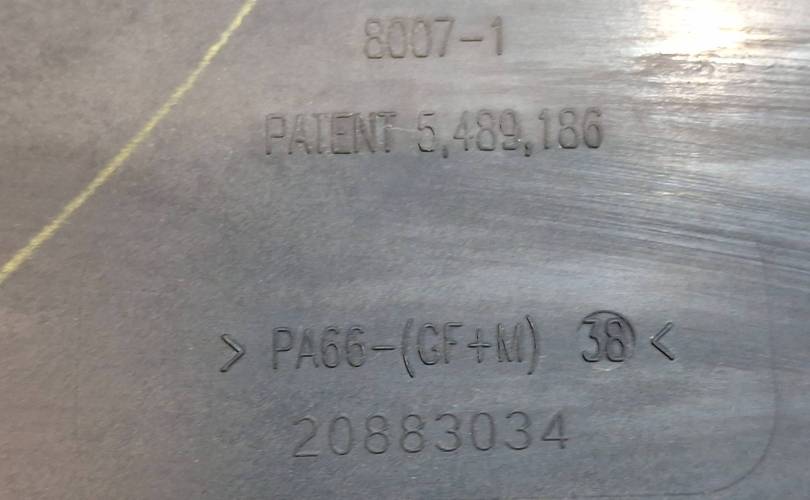 8007-1
PATENT 5,489,186
> PA66-(GF+M) 38 <
20883034